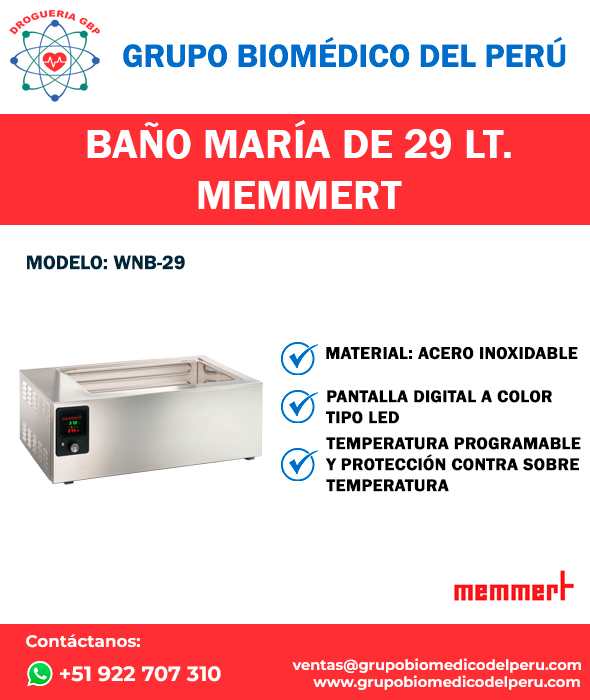 DROGUERIA GBP
GRUPO BIOMÉDICO DEL PERÚ
BAÑO MARÍA DE 29 LT.
MEMMERT
MODELO: WNB-29
MATERIAL: ACERO INOXIDABLE
PANTALLA DIGITAL A COLOR
TIPO LED
TEMPERATURA PROGRAMABLE
Y PROTECCIÓN CONTRA SOBRE
TEMPERATURA
memmert
memmert
Contáctanos:
+51 922 707 310
ventas@grupobiomedicodelperu.com
www.grupobiomedicodelperu.com